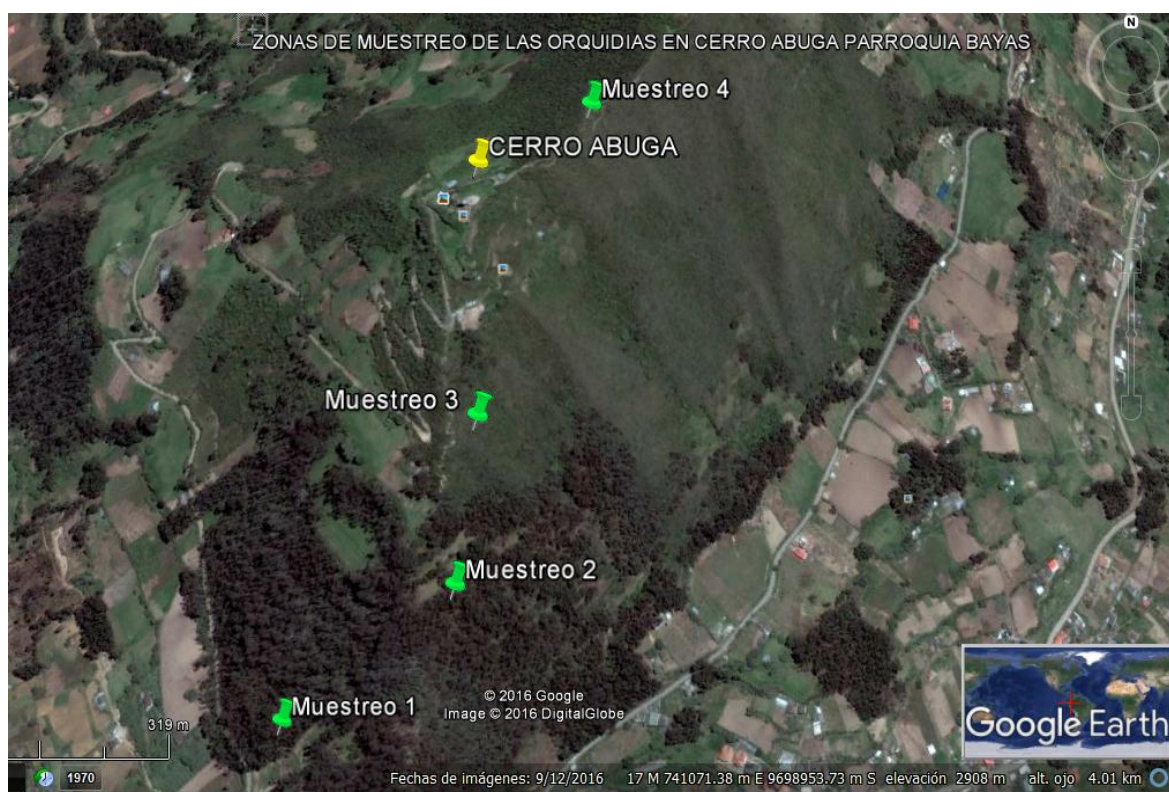 N
ZONAS DE MUESTREO DE LAS ORQUIDIAS EN CERRO ABUGA PARROQUIA BAYAS
Muestreo 4
CERRO ABUGA
Muestreo 3
Muestreo 2
Muestreo 1
319 m
© 2016 Google
Image © 2016 DigitalGlobe
Google Earth
1970
Fechas de imágenes: 9/12/2016 17 M 741071.38 m E 9698953.73 m S elevación 2908 m alt. ojo 4.01 km